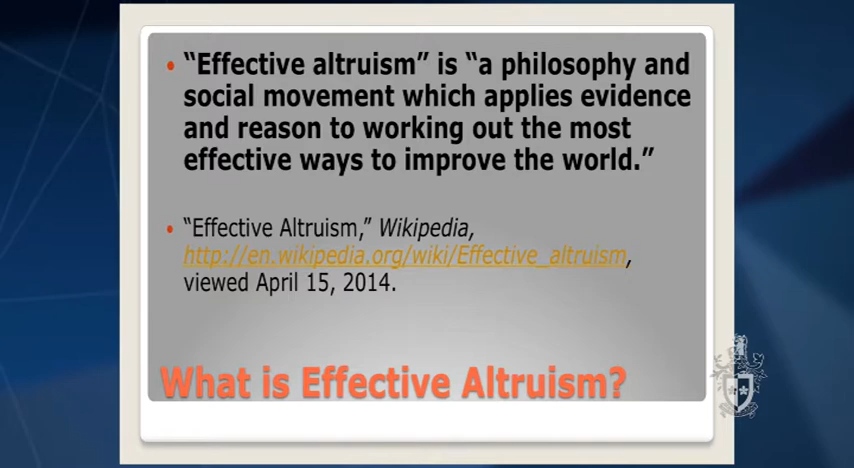 “Effective altruism” is “a philosophy and
social movement which applies evidence
and reason to working out the most
effective ways to improve the world.”
“Effective Altruism,” Wikipedia,
http://en.wikipedia.org/wiki/Effective_altruism,
viewed April 15, 2014.
What is Effective Altruism?